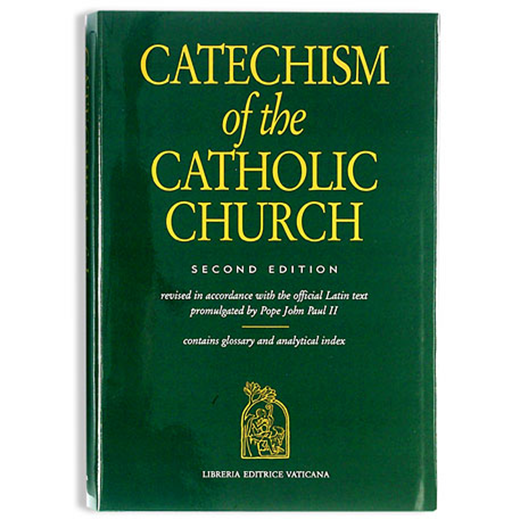 CATECHISM
of the
CATHOLIC
CHURCH
SECOND EDITION
revised in accordance with the official Latin text
promulgated by Pope John Paul II
contains glossary and analytical index
LIBRERIA EDITRICE VATICANA